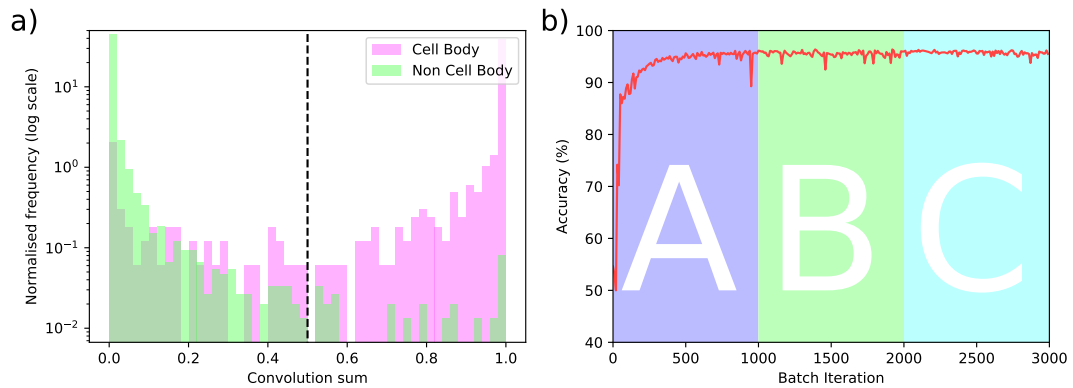 a)
Normalised frequency (log scale)
10¹
10⁰
10⁻¹
10⁻²
0.0 0.2 0.4 0.6 0.8 1.0
Convolution sum
Cell Body
Non Cell Body
b)
Accuracy (%)
100
90
80
70
60
50
40
A B C
0 500 1000 1500 2000 2500 3000
Batch Iteration